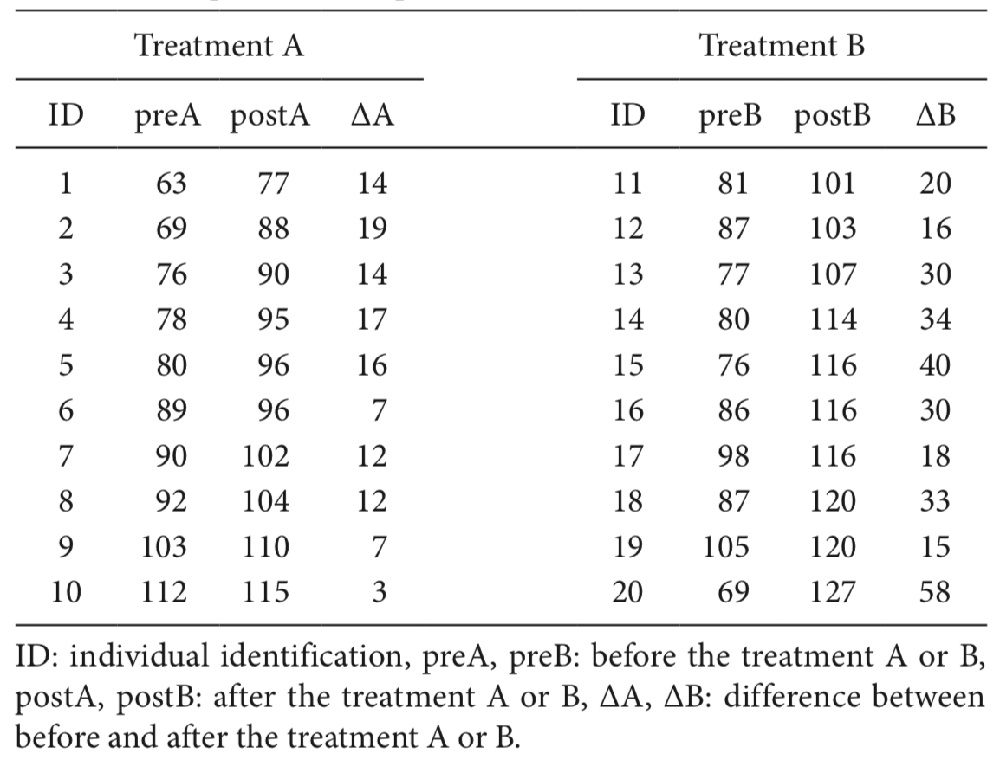 Treatment A Treatment B
ID preA postA ΔA ID preB postB ΔB
1 63 77 14 11 81 101 20
2 69 88 19 12 87 103 16
3 76 90 14 13 77 107 30
4 78 95 17 14 80 114 34
5 80 96 16 15 76 116 40
6 89 96 7 16 86 116 30
7 90 102 12 17 98 116 18
8 92 104 12 18 87 120 33
9 103 110 7 19 105 120 15
10 112 115 3 20 69 127 58
ID: individual identification, preA, preB: before the treatment A or B,
postA, postB: after the treatment A or B, ΔA, ΔB: difference between
before and after the treatment A or B.